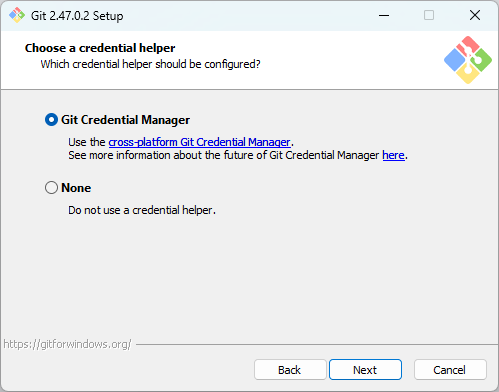 Git 2.47.0.2 Setup
Choose a credential helper
Which credential helper should be configured?
Git Credential Manager
Use the cross-platform Git Credential Manager.
See more information about the future of Git Credential Manager here.
None
Do not use a credential helper.
https://gitforwindows.org/
Back Next Cancel